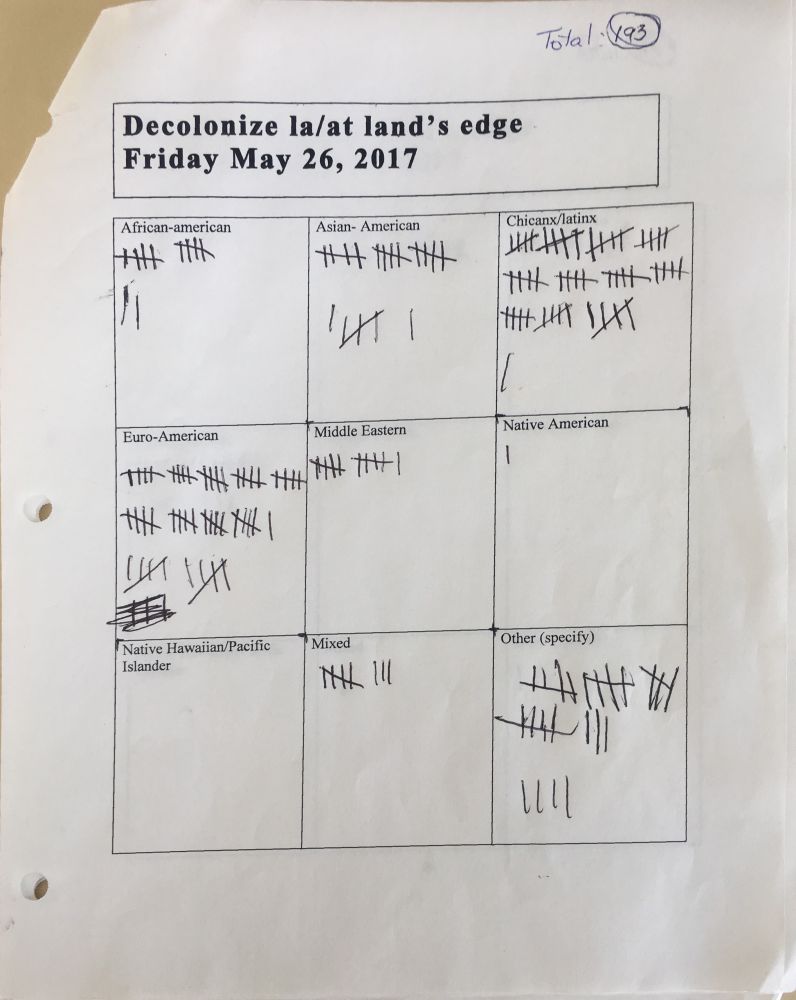 Total: 193
Decolonize la/at land's edge
Friday May 26, 2017
African-american
Asian- American
Chicanx/latinx
Euro-American
Middle Eastern
Native American
Native Hawaiian/Pacific
Islander
Mixed
Other (specify)